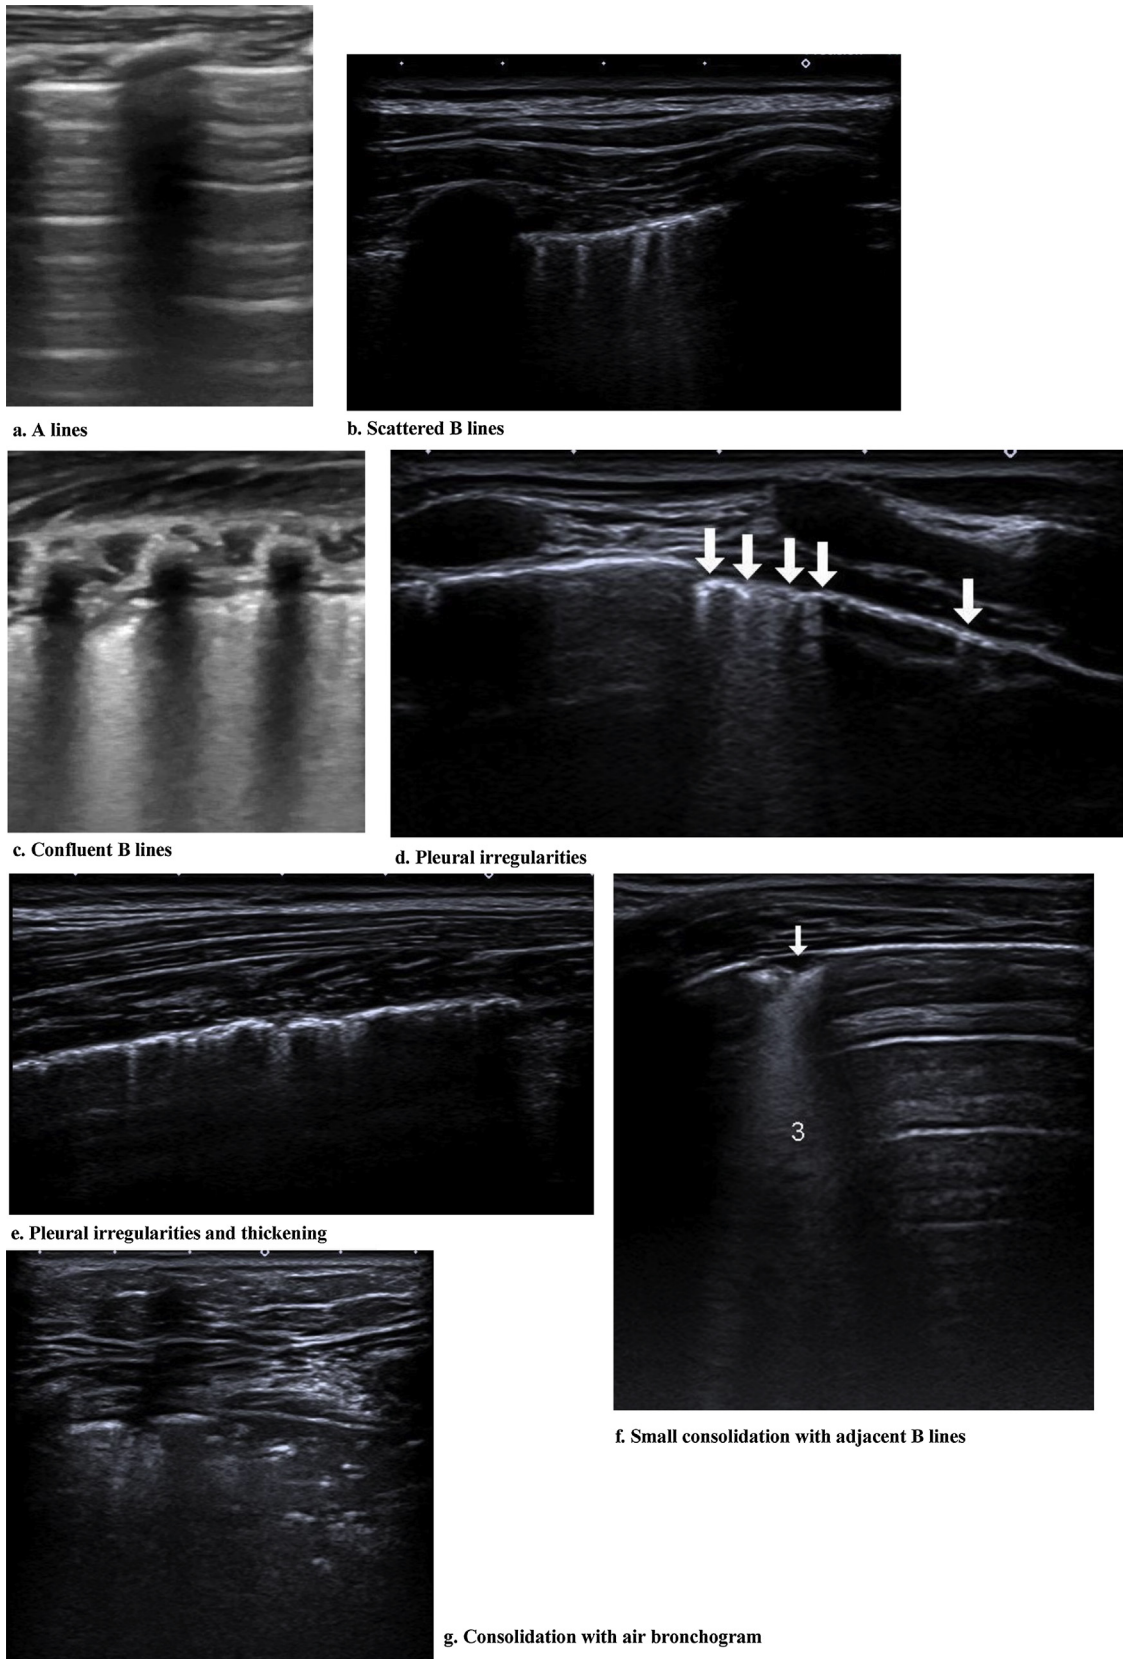 a. A lines
b. Scattered B lines
c. Confluent B lines
d. Pleural irregularities
e. Pleural irregularities and thickening
3
f. Small consolidation with adjacent B lines
g. Consolidation with air bronchogram